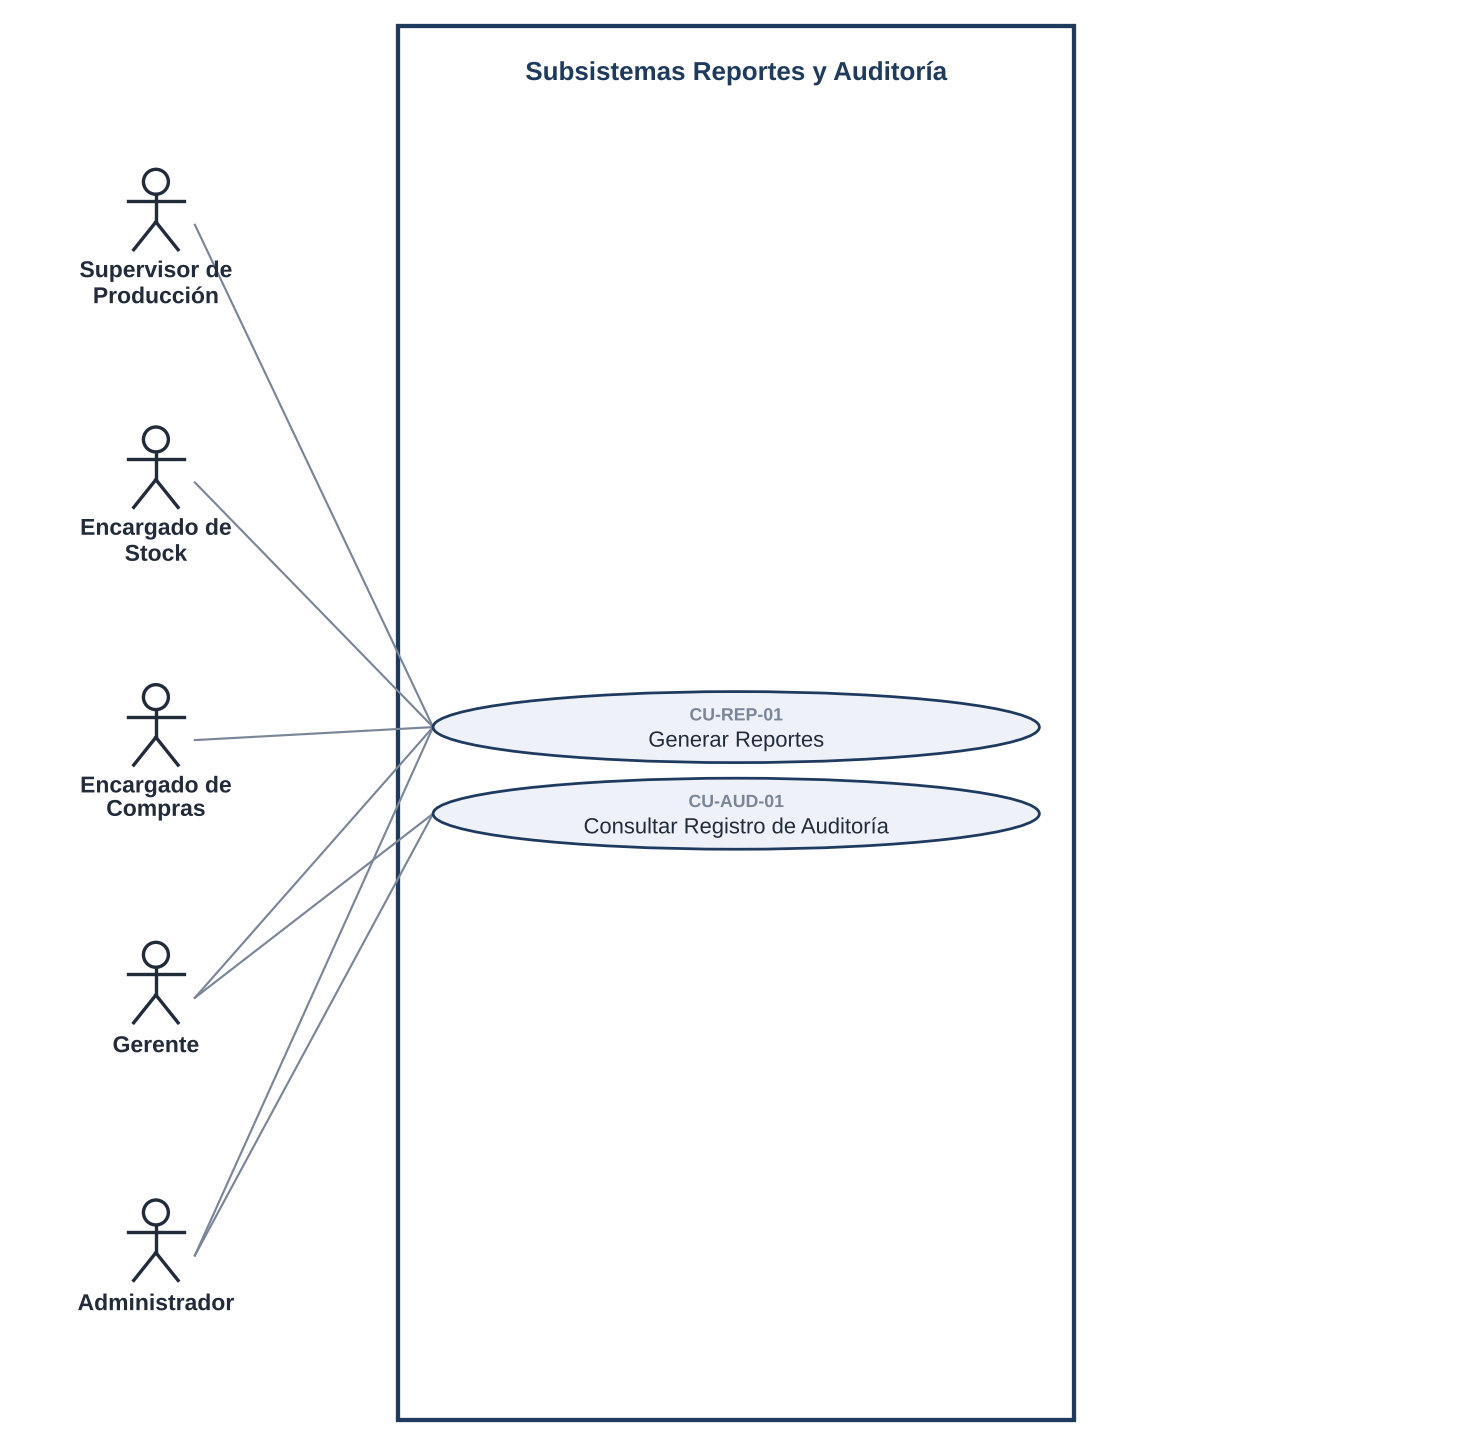 Subsistemas Reportes y Auditoría
Supervisor de
Producción
Encargado de
Stock
Encargado de
Compras
Gerente
Administrador
CU-REP-01
Generar Reportes
CU-AUD-01
Consultar Registro de Auditoría